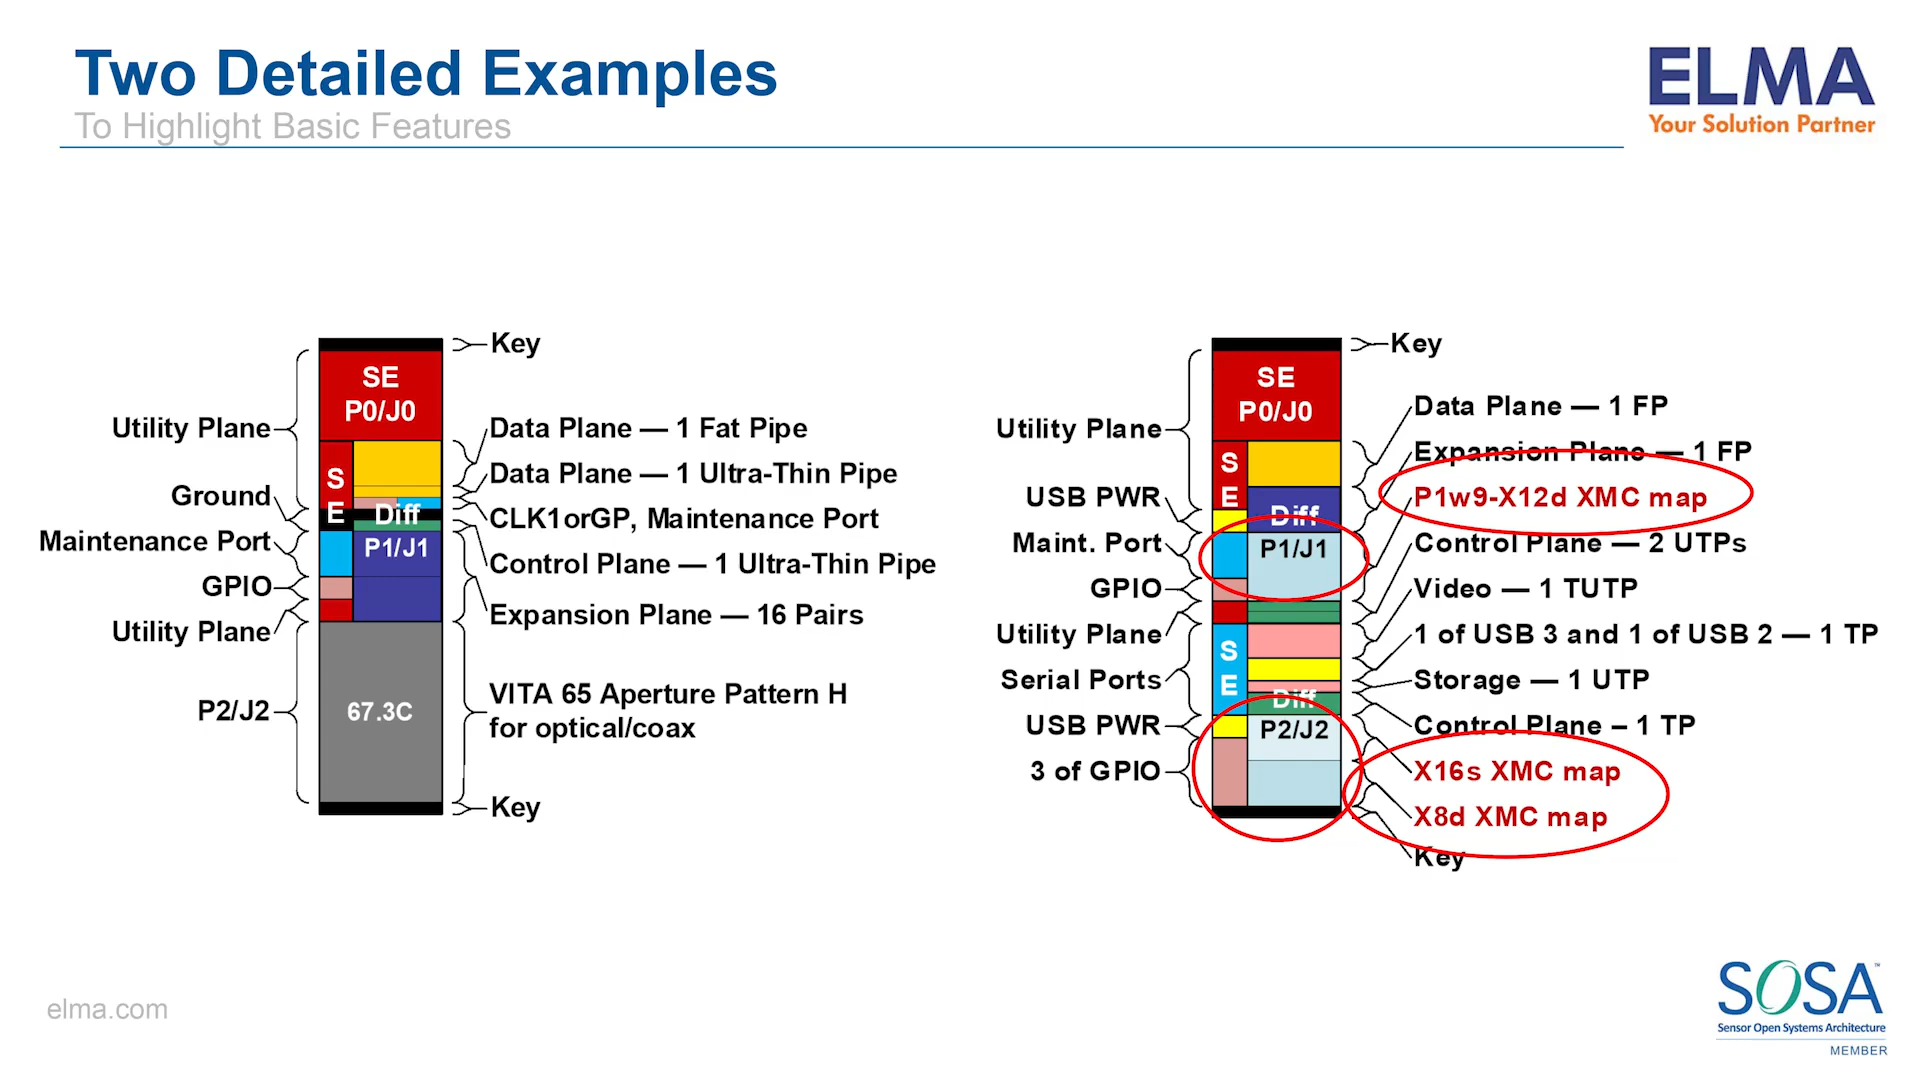 Two Detailed Examples
To Highlight Basic Features
ELMA
Your Solution Partner
Key
SE
P0/J0
Utility Plane
Data Plane — 1 Fat Pipe
Data Plane — 1 Ultra-Thin Pipe
S
E
Ground
Diff
CLK1orGP, Maintenance Port
Maintenance Port
P1/J1
Control Plane — 1 Ultra-Thin Pipe
GPIO
Expansion Plane — 16 Pairs
Utility Plane
P2/J2
67.3C
VITA 65 Aperture Pattern H
for optical/coax
Key
Key
SE
P0/J0
Utility Plane
Data Plane — 1 FP
Expansion Plane — 1 FP
S
E
USB PWR
P1w9-X12d XMC map
Diff
Maint. Port
P1/J1
Control Plane — 2 UTPs
GPIO
Video — 1 TUTP
Utility Plane
1 of USB 3 and 1 of USB 2 — 1 TP
S
E
Serial Ports
Storage — 1 UTP
Diff
USB PWR
P2/J2
Control Plane – 1 TP
3 of GPIO
X16s XMC map
X8d XMC map
Key
elma.com
SOSA™
Sensor Open Systems Architecture
MEMBER